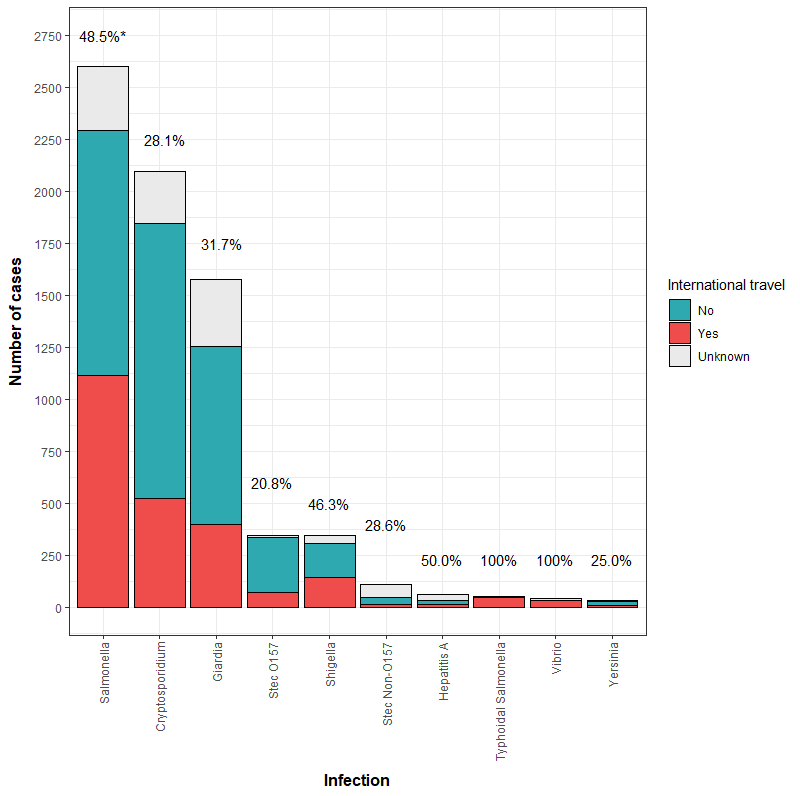 2750
2500
2250
2000
1750
1500
1250
1000
750
500
250
0
Number of cases
48.5%*
28.1%
31.7%
20.8%
46.3%
28.6%
50.0%
100%
100%
25.0%
Salmonella
Cryptosporidium
Giardia
Stec O157
Shigella
Stec Non-O157
Hepatitis A
Typhoidal Salmonella
Vibrio
Yersinia
Infection
International travel
No
Yes
Unknown